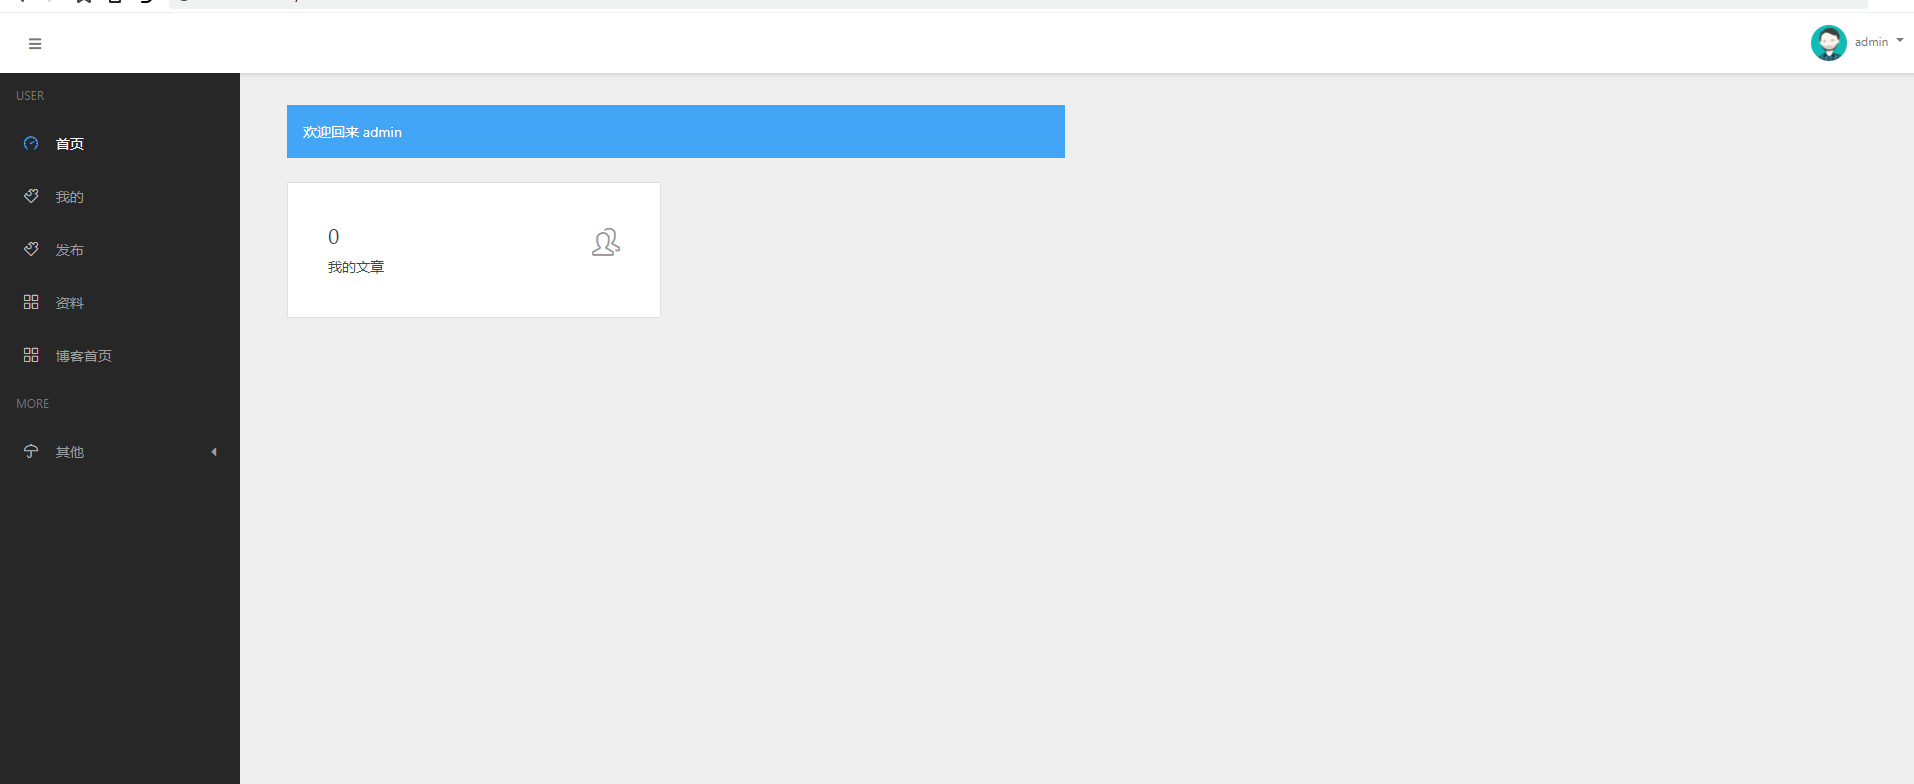 admin
USER
首页
我的
发布
资料
博客首页
MORE
其他
欢迎回来 admin
0
我的文章